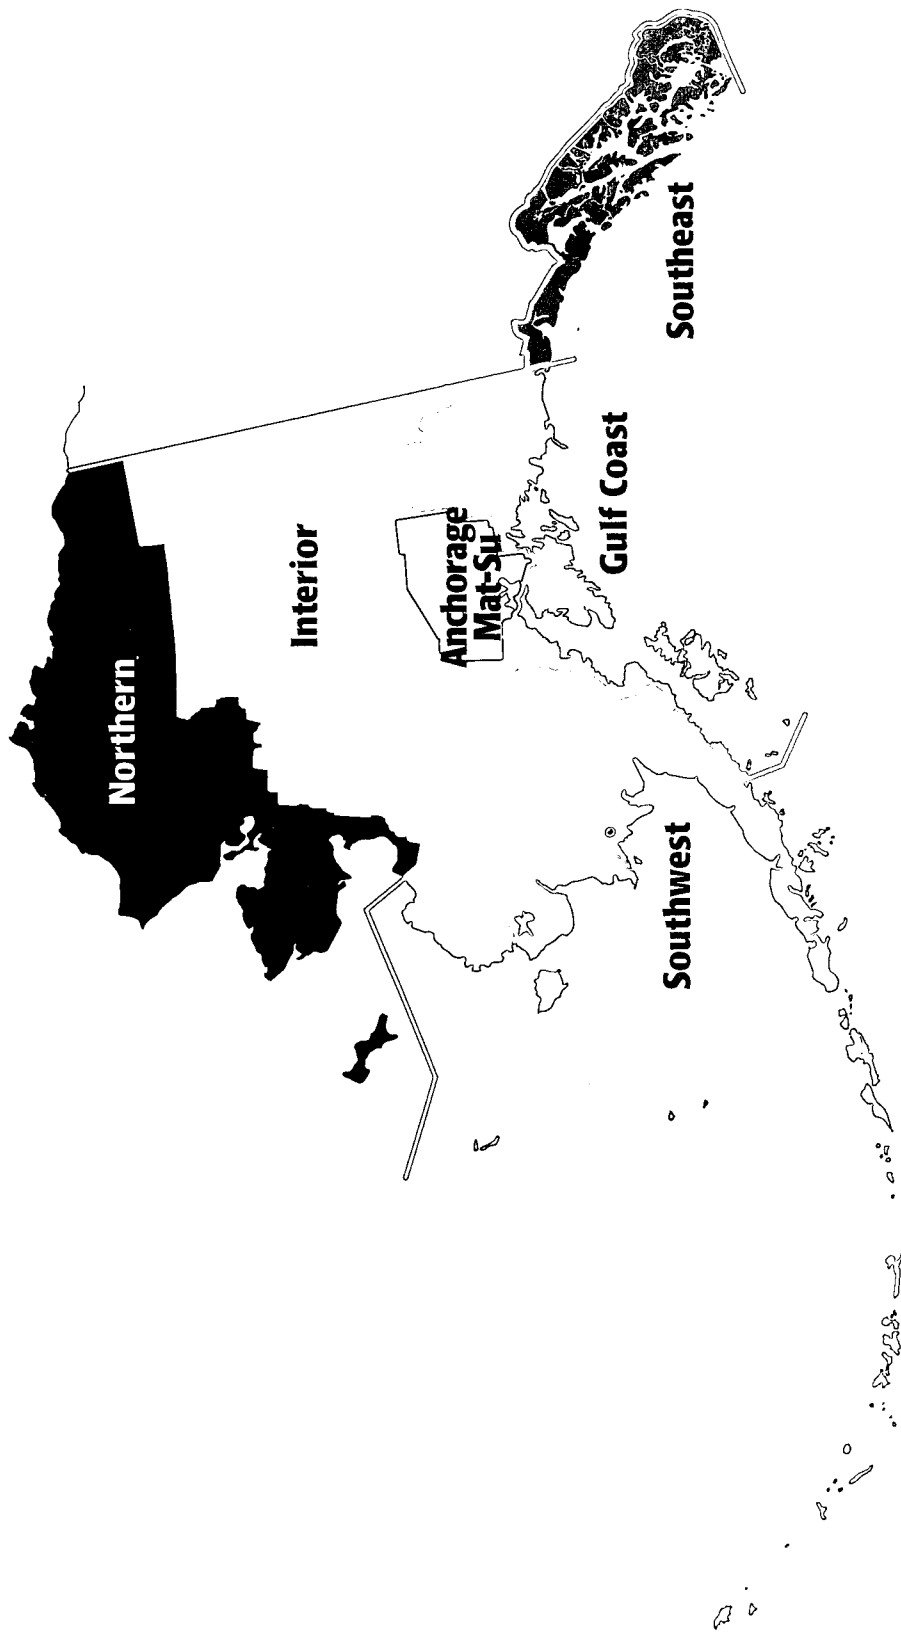 Northern
Interior
Anchorage
Mat-Su
Southwest
Gulf Coast
Southeast